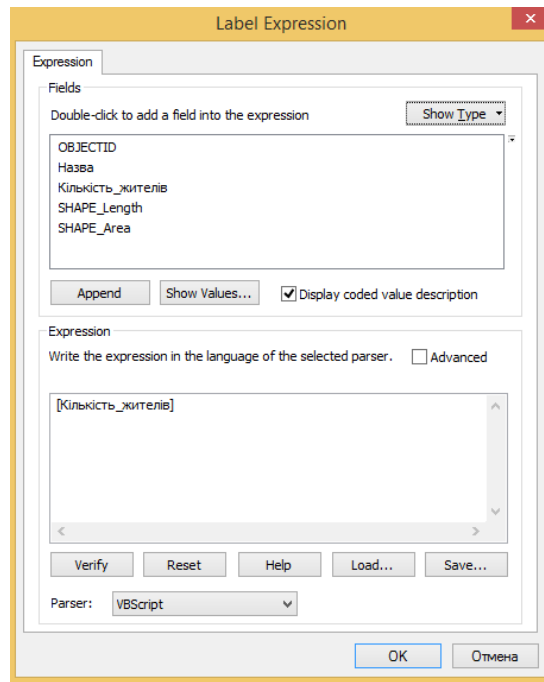 Label Expression
Expression
Fields
Double-click to add a field into the expression
Show Type
OBJECTID
Назва
Кількість_жителів
SHAPE_Length
SHAPE_Area
Append
Show Values...
Display coded value description
Expression
Write the expression in the language of the selected parser.
Advanced
[Кількість_жителів]
Verify
Reset
Help
Load...
Save...
Parser:
VBScript
OK
Отмена